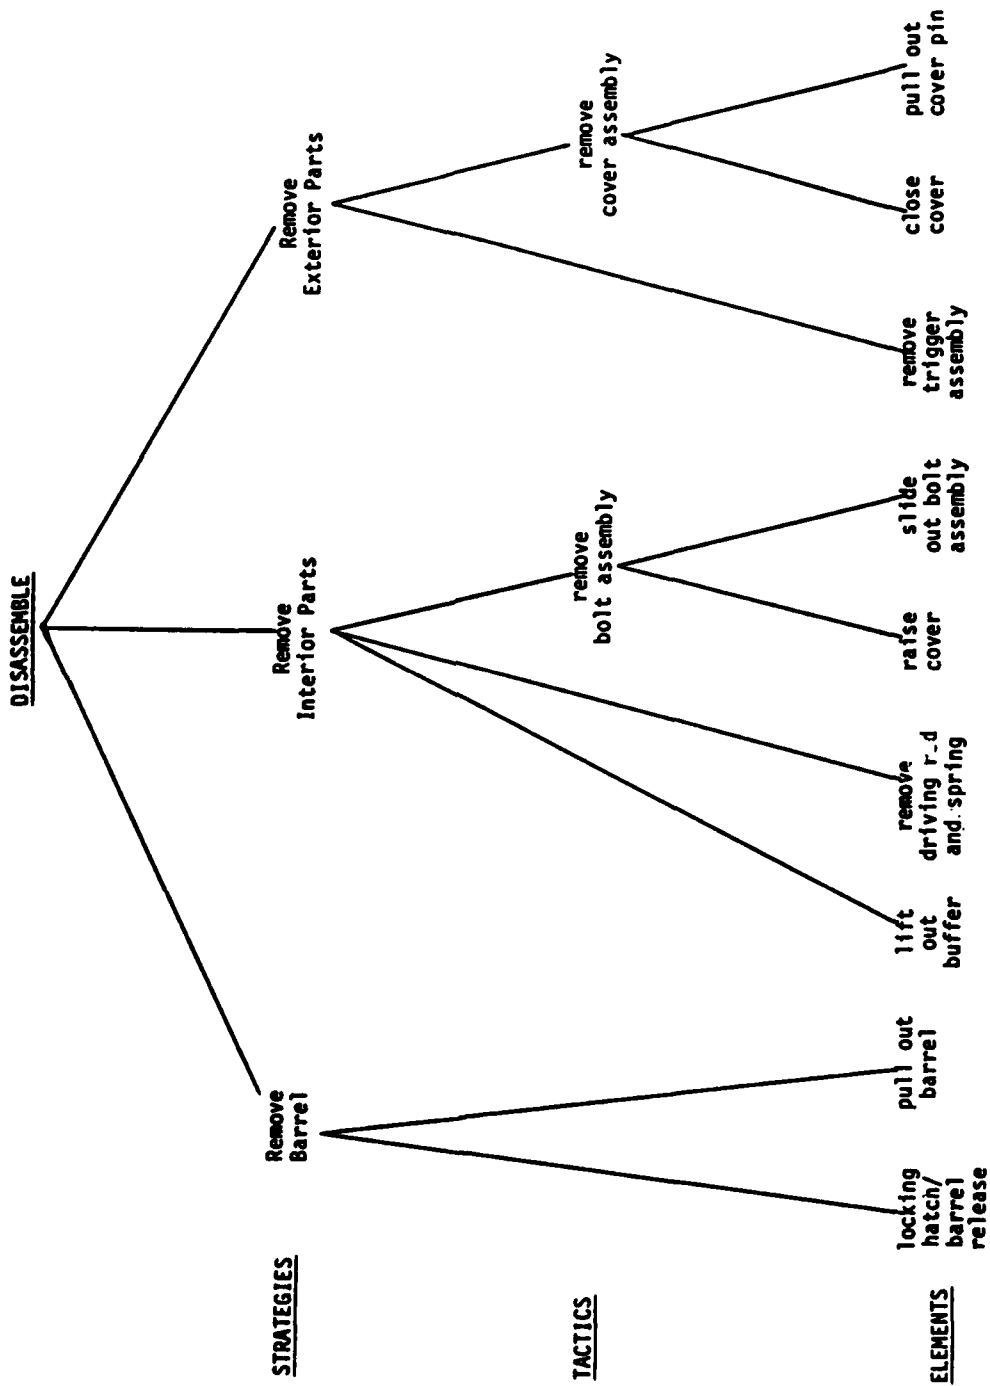 DISASSEMBLE
STRATEGIES
Remove
Barrel
Remove
Interior Parts
Remove
Exterior Parts
TACTICS
remove
bolt assembly
remove
cover assembly
ELEMENTS
locking
hatch/
barrel
release
pull out
barrel
lift
out
buffer
remove
driving r_d
and spring
raise
cover
slide
out bolt
assembly
remove
trigger
assembly
close
cover
pull out
cover pin